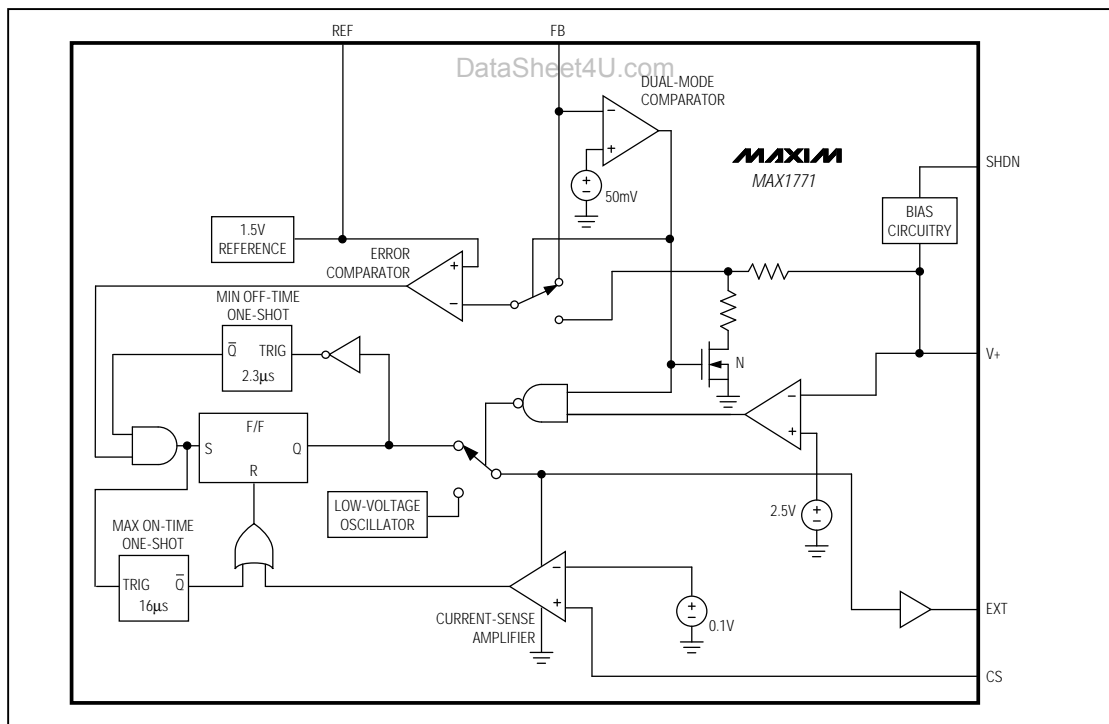 REF
FB
DataSheet4U.com
DUAL-MODE
COMPARATOR
MAXIM
MAX1771
SHDN
50mV
BIAS
CIRCUITRY
1.5V
REFERENCE
ERROR
COMPARATOR
MIN OFF-TIME
ONE-SHOT
Q TRIG
2.3µs
N
V+
F/F
S
Q
R
LOW-VOLTAGE
OSCILLATOR
2.5V
MAX ON-TIME
ONE-SHOT
TRIG Q
16µs
CURRENT-SENSE
AMPLIFIER
0.1V
EXT
CS